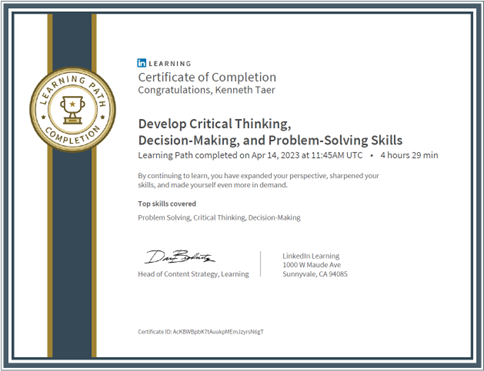 LEARNING PATH
COMPLETION
in LEARNING
Certificate of Completion
Congratulations, Kenneth Taer
Develop Critical Thinking,
Decision-Making, and Problem-Solving Skills
Learning Path completed on Apr 14, 2023 at 11:45AM UTC • 4 hours 29 min
By continuing to learn, you have expanded your perspective, sharpened your
skills, and made yourself even more in demand.
Top skills covered
Problem Solving, Critical Thinking, Decision-Making
Head of Content Strategy, Learning
LinkedIn Learning
1000 W Maude Ave
Sunnyvale, CA 94085
Certificate ID: